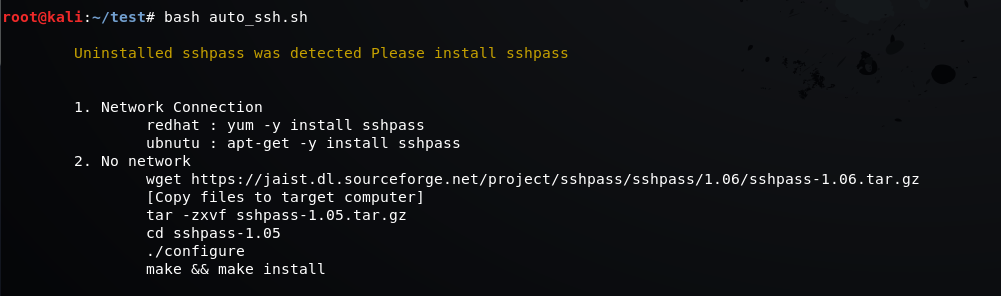 root@kali:~/test# bash auto_ssh.sh
Uninstalled sshpass was detected Please install sshpass
1. Network Connection
redhat : yum -y install sshpass
ubnutu : apt-get -y install sshpass
2. No network
wget https://jaist.dl.sourceforge.net/project/sshpass/sshpass/1.06/sshpass-1.06.tar.gz
[Copy files to target computer]
tar -zxvf sshpass-1.05.tar.gz
cd sshpass-1.05
./configure
make && make install